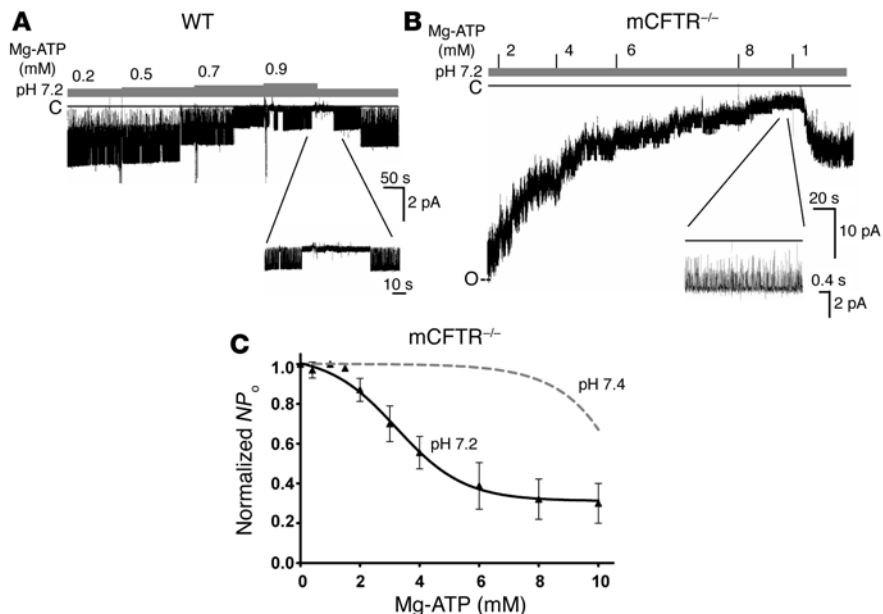 A WT
Mg-ATP
(mM)
0.2 0.5 0.7 0.9
pH 7.2
C
50 s
2 pA
10 s
B mCFTR–/–
Mg-ATP
(mM)
2 4 6 8 1
pH 7.2
C
O
20 s
10 pA
0.4 s
2 pA
C mCFTR–/–
Normalized NPo
1.0
0.8
0.6
0.4
0.2
0.0
pH 7.4
pH 7.2
0 2 4 6 8 10
Mg-ATP (mM)